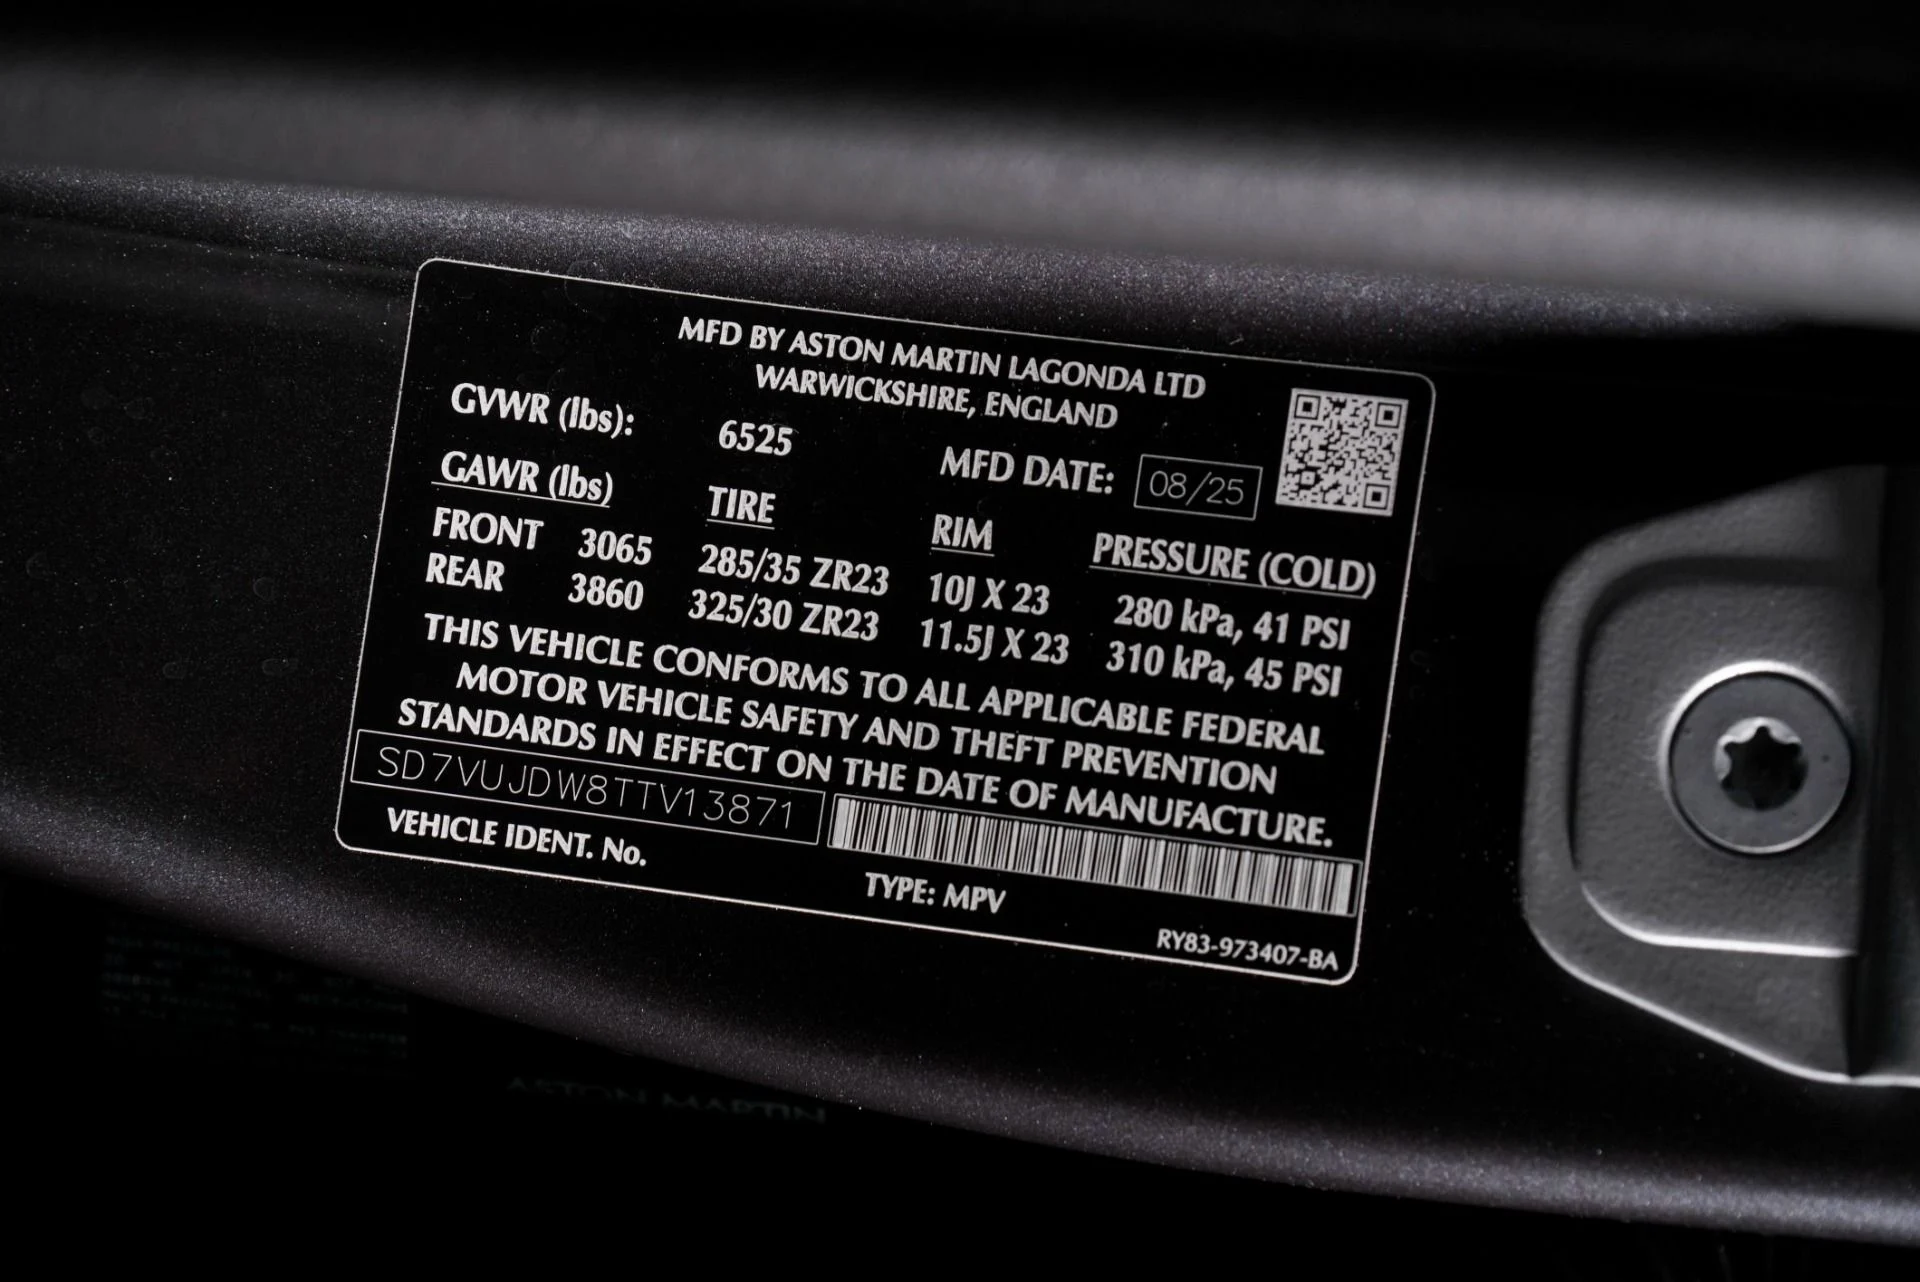 MFD BY ASTON MARTIN LAGONDA LTD
WARWICKSHIRE, ENGLAND
GVWR (lbs): 6525 MFD DATE: 08/25
GAWR (lbs) TIRE RIM PRESSURE (COLD)
FRONT 3065 285/35 ZR23 10J X 23 280 kPa, 41 PSI
REAR 3860 325/30 ZR23 11.5J X 23 310 kPa, 45 PSI
THIS VEHICLE CONFORMS TO ALL APPLICABLE FEDERAL
MOTOR VEHICLE SAFETY AND THEFT PREVENTION
STANDARDS IN EFFECT ON THE DATE OF MANUFACTURE.
SD7VUJDW8TTV13871
VEHICLE IDENT. No.
TYPE: MPV
RY83-973407-BA
ASTON MARTIN